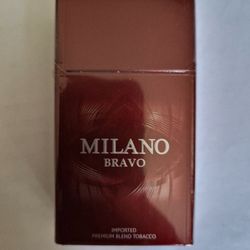 MILANO
BRAVO
IMPORTED
PREMIUM BLEND TOBACCO